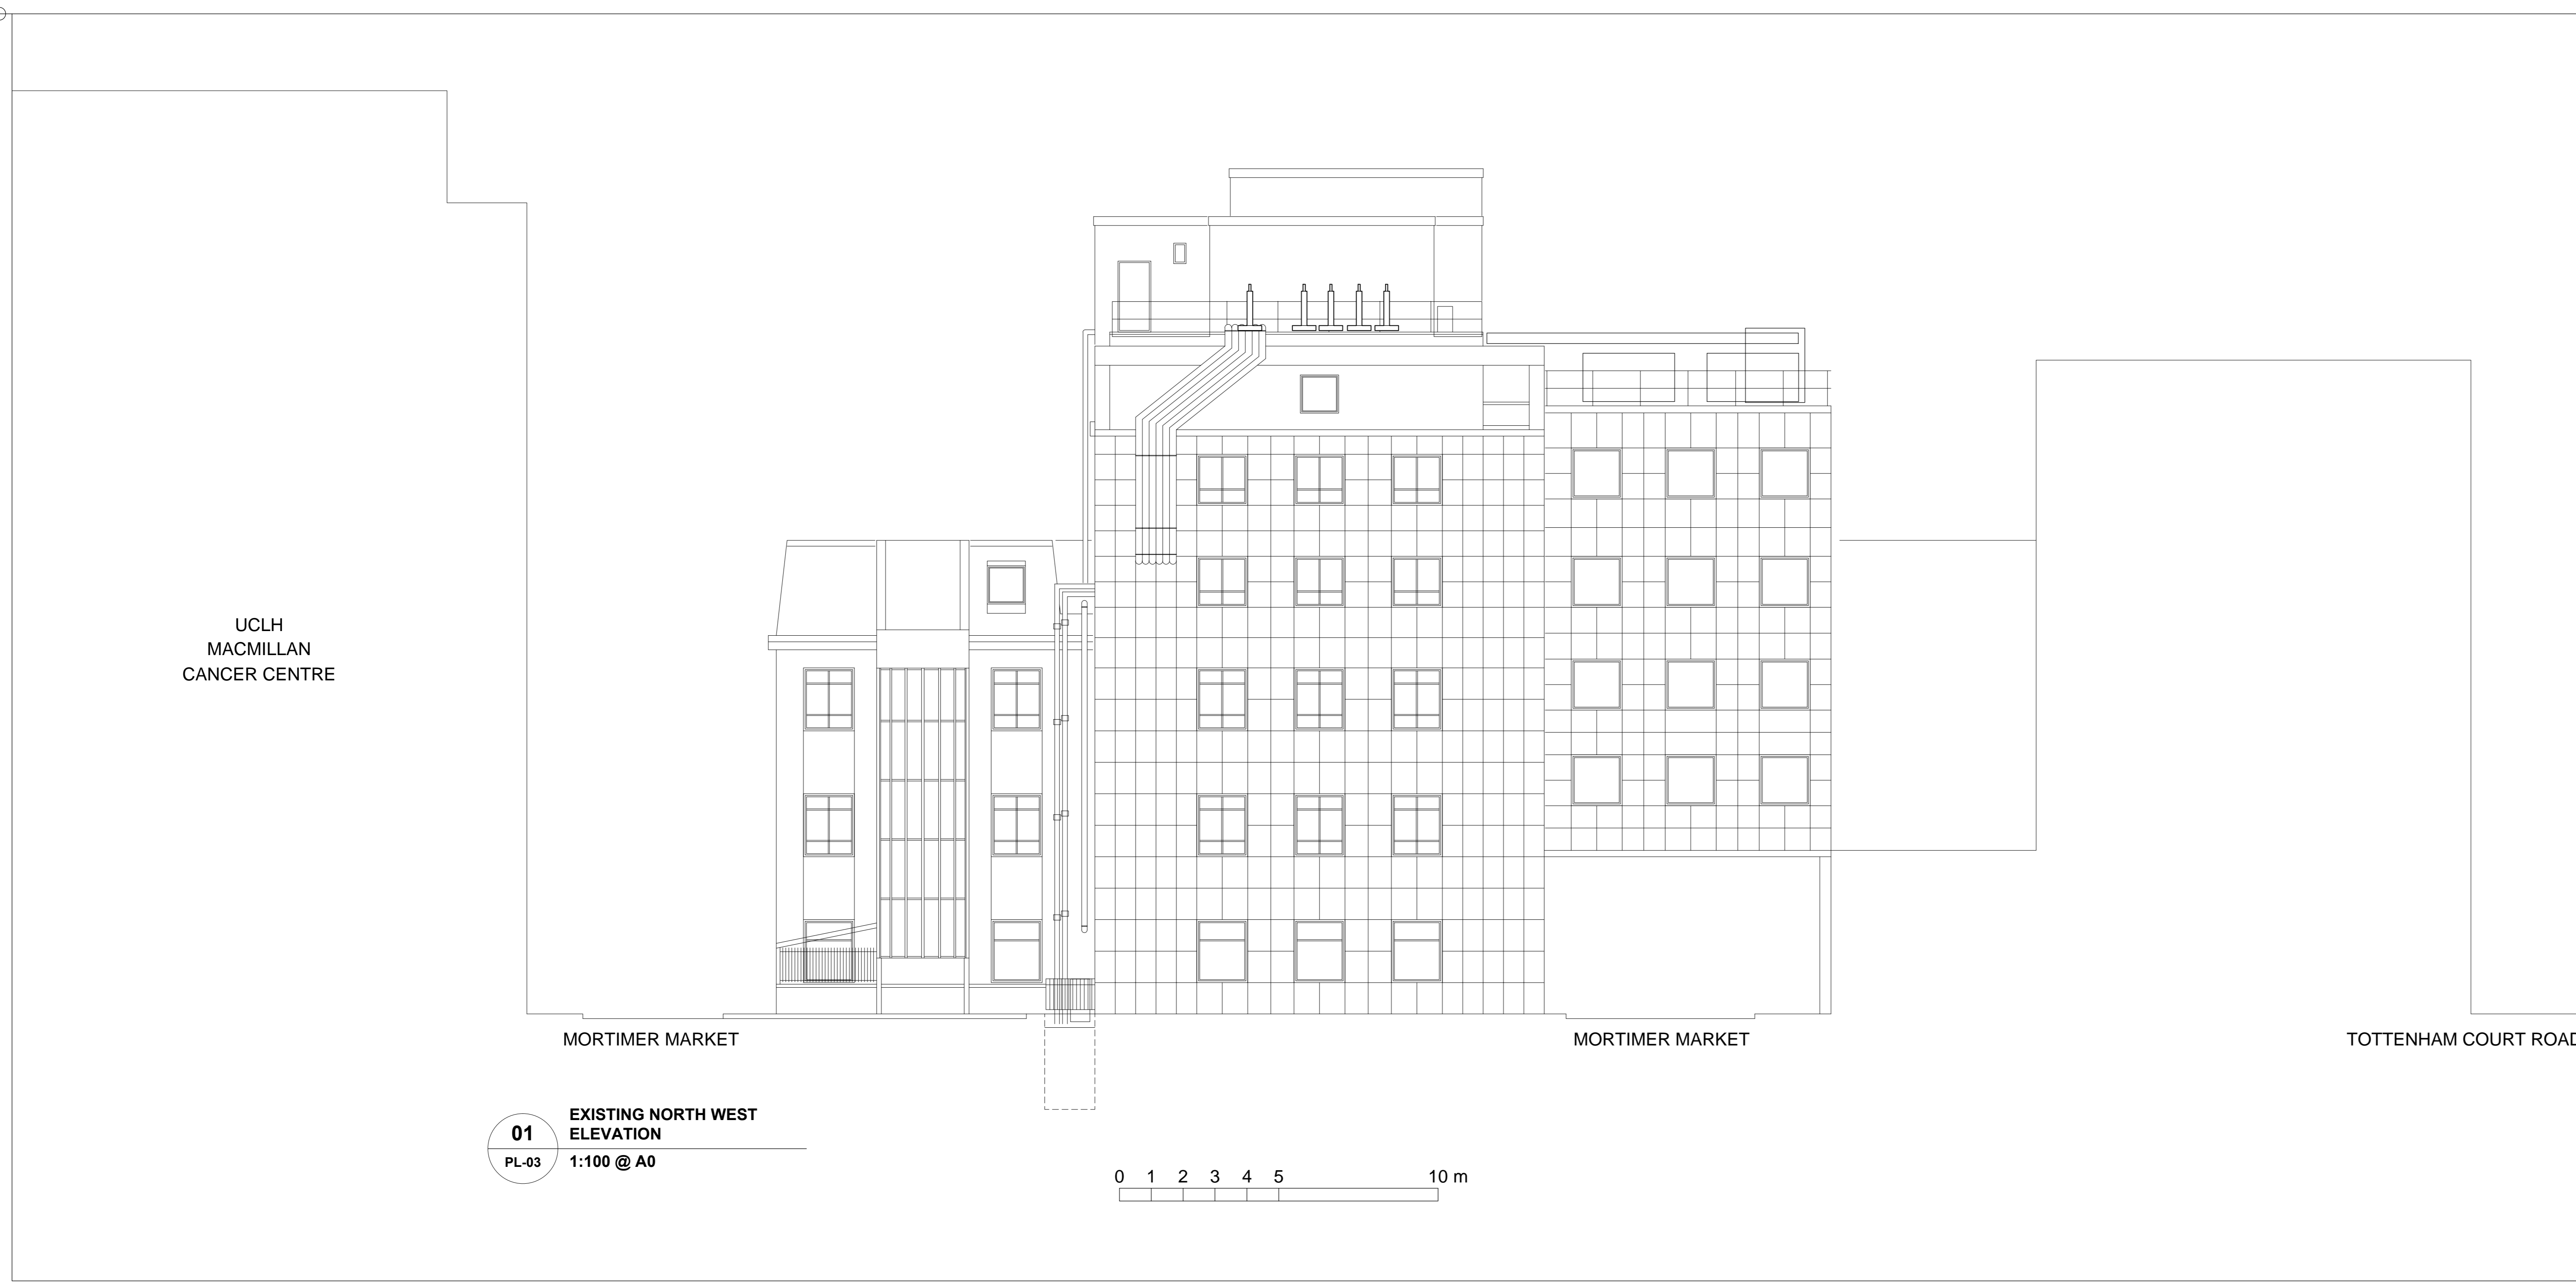 UCLH
MACMILLAN
CANCER CENTRE
MORTIMER MARKET
MORTIMER MARKET
TOTTENHAM COURT ROAD
01
PL-03
EXISTING NORTH WEST
ELEVATION
1:100 @ A0
0 1 2 3 4 5 10 m